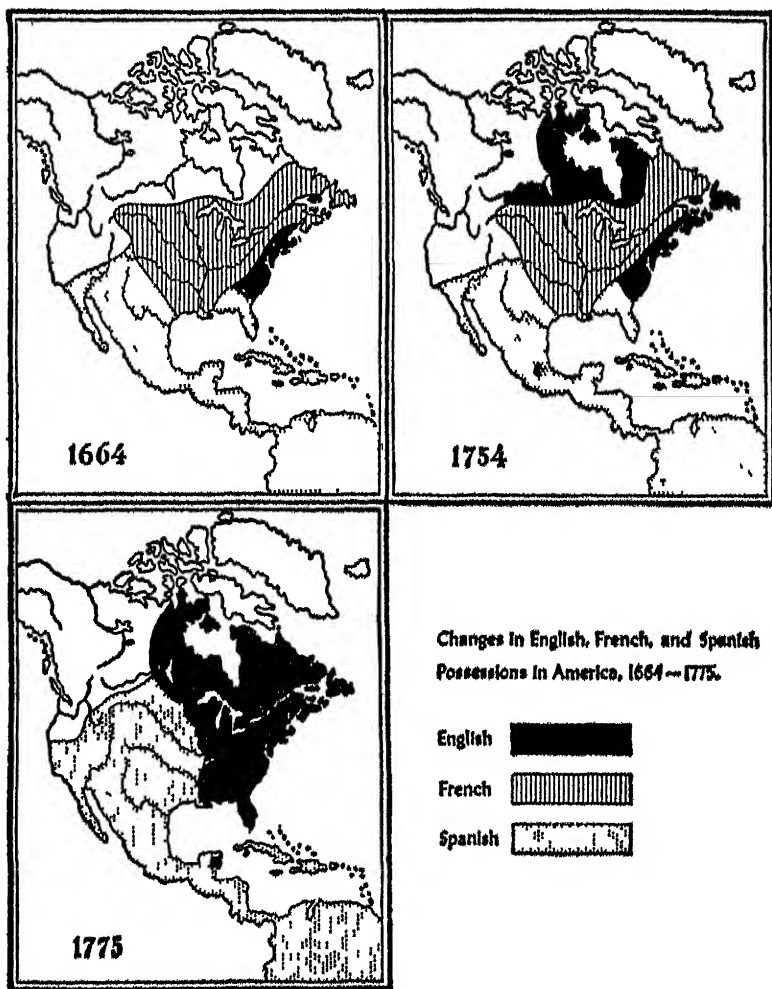 1664
1754
1775
Changes in English, French, and Spanish
Possessions in America, 1664–1775.
English
French
Spanish